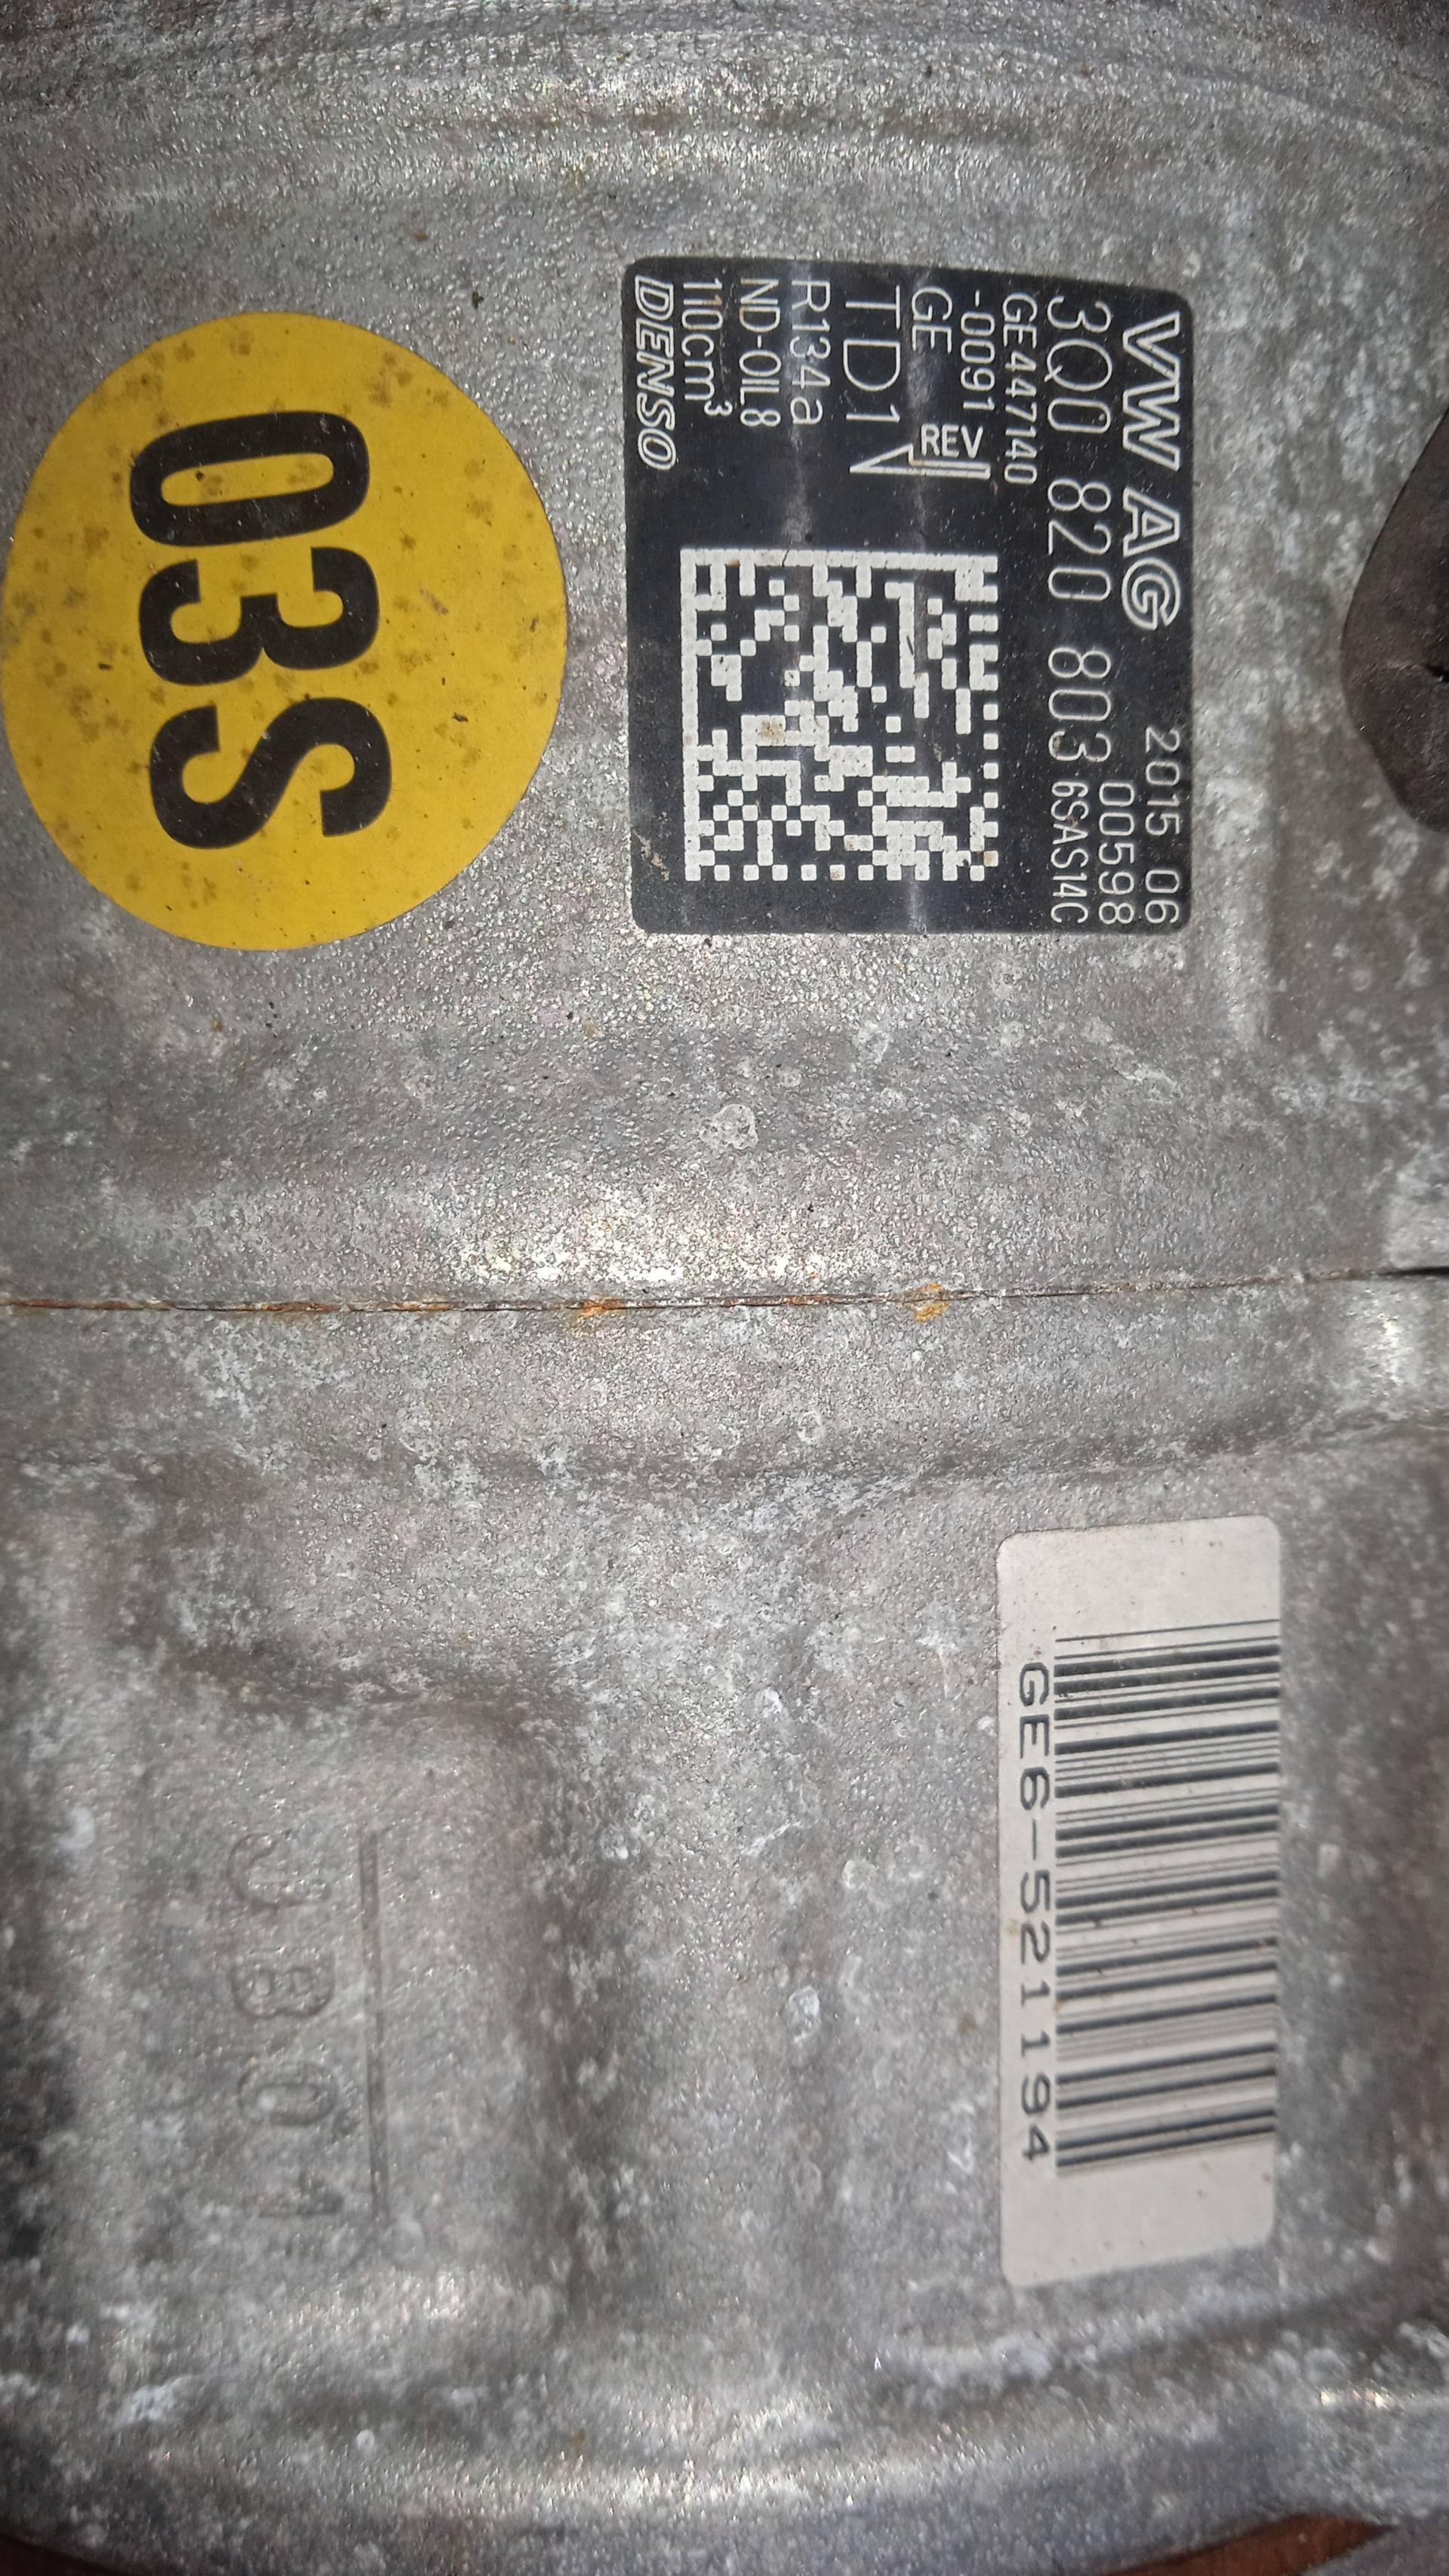 VW AG
2015 06
00598
3Q0 820 803 6SAS14C
GE447140
-0091
GE
REV
TD1
R134a
ND-OIL8
110cm³
DENSO
03S
GE6-521194
JB01